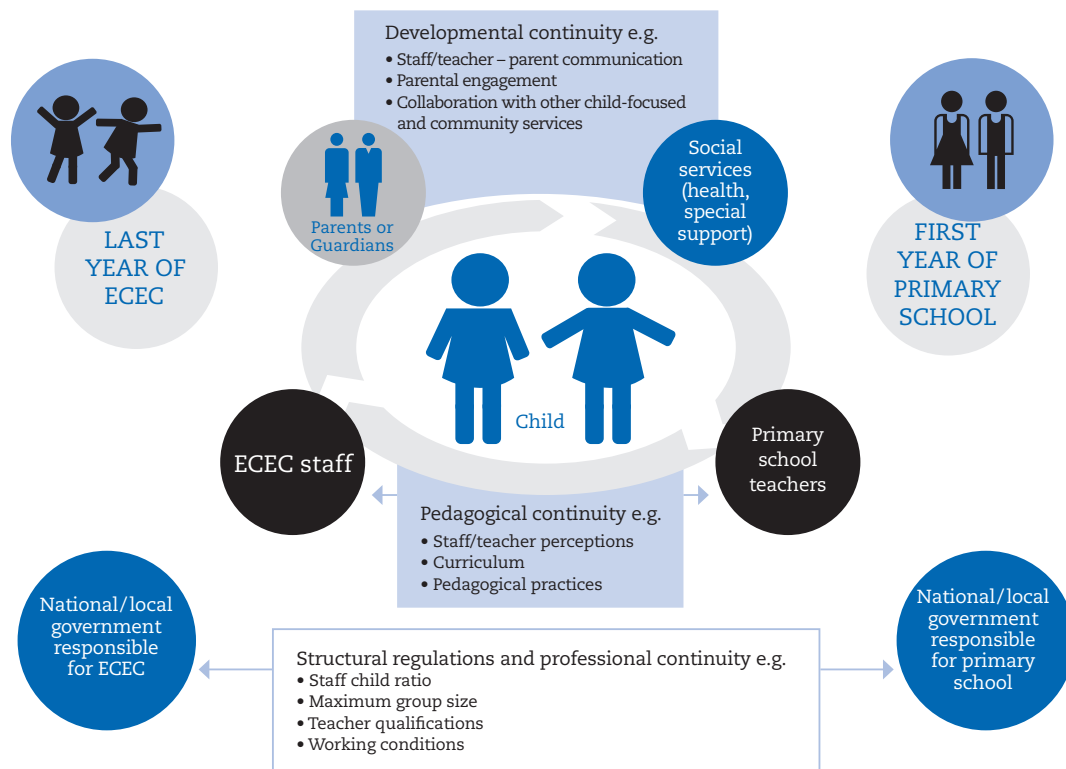 Developmental continuity e.g.
• Staff/teacher – parent communication
• Parental engagement
• Collaboration with other child-focused
and community services
Parents or
Guardians
Social
services
(health,
special
support)
LAST
YEAR OF
ECEC
FIRST
YEAR OF
PRIMARY
SCHOOL
Child
ECEC staff
Primary
school
teachers
Pedagogical continuity e.g.
• Staff/teacher perceptions
• Curriculum
• Pedagogical practices
National/local
government
responsible
for ECEC
National/local
government
responsible
for primary
school
Structural regulations and professional continuity e.g.
• Staff child ratio
• Maximum group size
• Teacher qualifications
• Working conditions